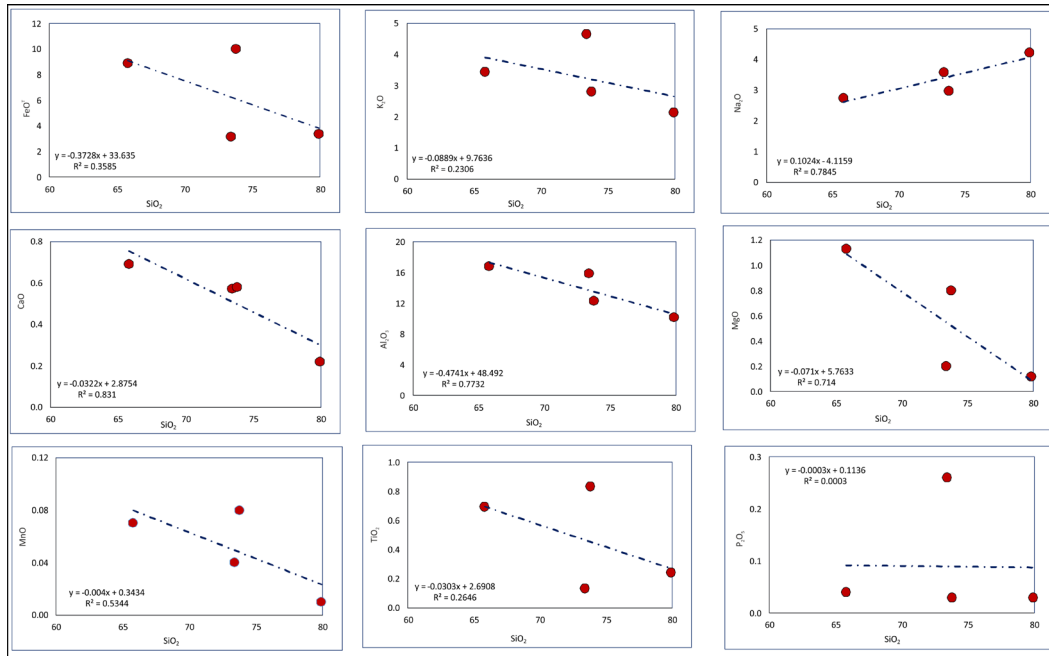 12
10
8
6
4
2
0
FeOᵗ
y = -0.3728x + 33.635
R² = 0.3585
60 65 70 75 80
SiO₂
5
4
3
2
1
0
K₂O
y = -0.0889x + 9.7636
R² = 0.2306
60 65 70 75 80
SiO₂
5
4
3
2
1
0
Na₂O
y = 0.1024x - 4.1159
R² = 0.7845
60 65 70 75 80
SiO₂
0.8
0.6
0.4
0.2
0.0
CaO
y = -0.0322x + 2.8754
R² = 0.831
60 65 70 75 80
SiO₂
20
16
12
8
4
0
Al₂O₃
y = -0.4741x + 48.492
R² = 0.7732
60 65 70 75 80
SiO₂
1.2
1.0
0.8
0.6
0.4
0.2
0.0
MgO
y = -0.071x + 5.7633
R² = 0.714
60 65 70 75 80
SiO₂
0.12
0.08
0.04
0.00
MnO
y = -0.004x + 0.3434
R² = 0.5344
60 65 70 75 80
SiO₂
1.0
0.8
0.6
0.4
0.2
0.0
TiO₂
y = -0.0303x + 2.6908
R² = 0.2646
60 65 70 75 80
SiO₂
0.3
0.2
0.1
0.0
P₂O₅
y = -0.0003x + 0.1136
R² = 0.0003
60 65 70 75 80
SiO₂